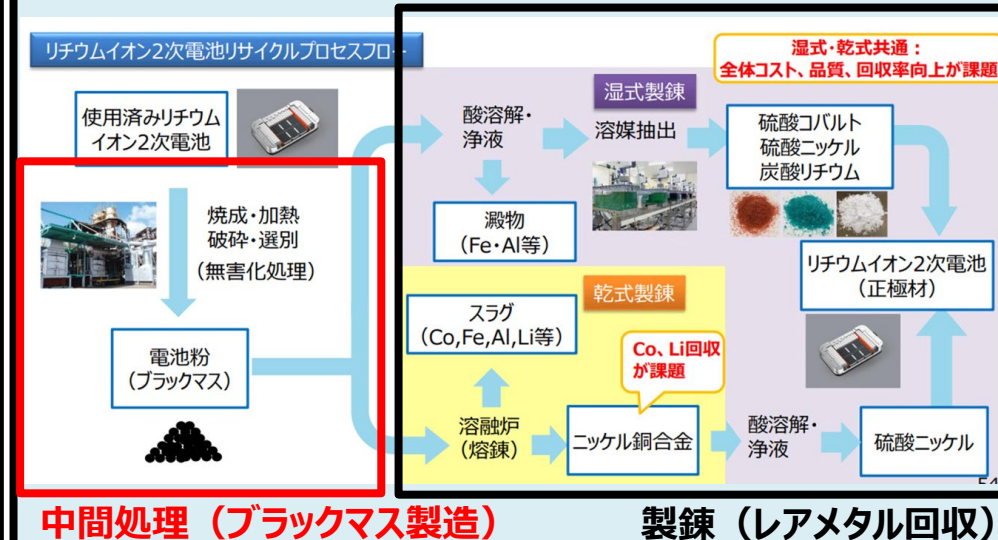 リチウムイオン2次電池リサイクルプロセスフロー
使用済みリチウム
イオン2次電池
焼成・加熱
破砕・選別
(無害化処理)
電池粉
(ブラックマス)
湿式・乾式共通:
全体コスト、品質、回収率向上が課題
湿式製錬
酸溶解・
浄液
溶媒抽出
硫酸コバルト
硫酸ニッケル
炭酸リチウム
澱物
(Fe・Al等)
リチウムイオン2次電池
(正極材)
乾式製錬
スラグ
(Co,Fe,Al,Li等)
Co、Li回収
が課題
溶融炉
(熔錬)
ニッケル銅合金
酸溶解・
浄液
硫酸ニッケル
中間処理(ブラックマス製造)
製錬(レアメタル回収)